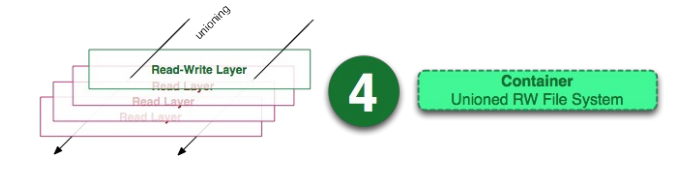 unioning
Read-Write Layer
Read Layer
Read Layer
Read Layer
4
Container
Unioned RW File System